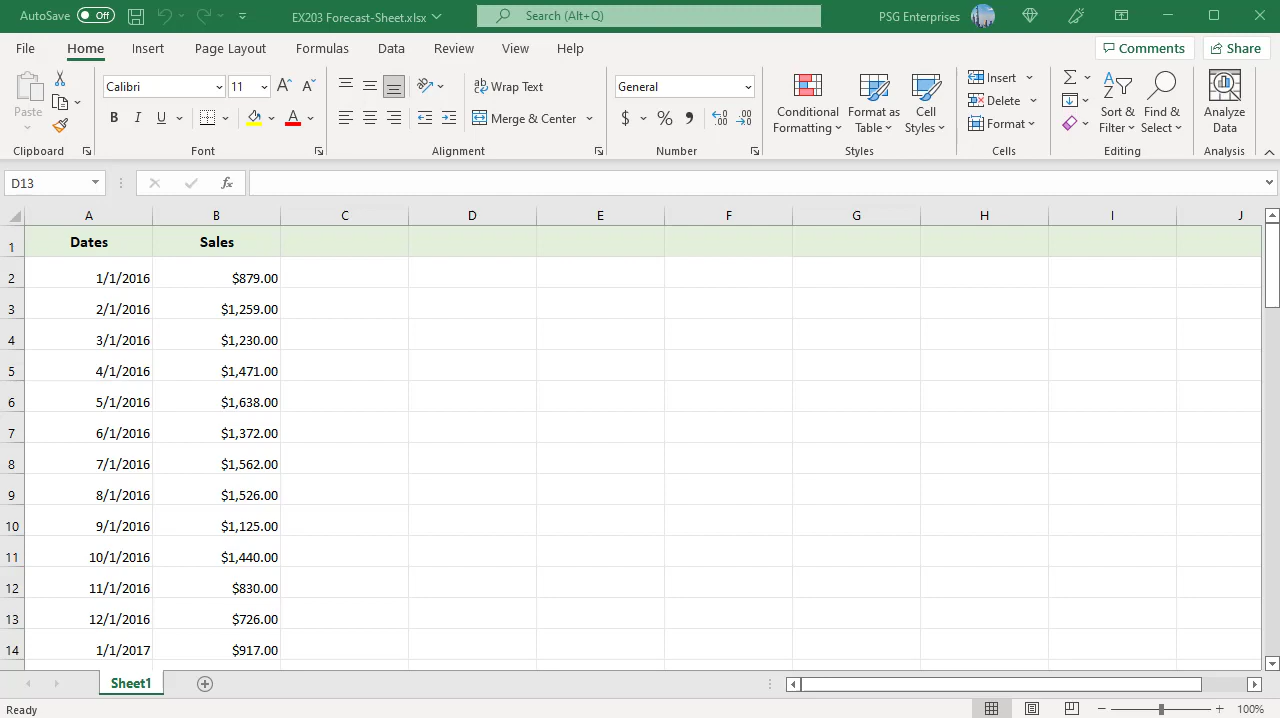 AutoSave Off EX203 Forecast-Sheet.xlsx Search (Alt+Q) PSG Enterprises
File Home Insert Page Layout Formulas Data Review View Help Comments Share
Paste
Clipboard
Calibri 11
B I U A
Font
Wrap Text
Merge & Center
Alignment
General
$ % 9 .00 .00
Number
Conditional Formatting
Format as Table
Cell Styles
Styles
Insert
Delete
Format
Cells
Sort & Filter
Find & Select
Editing
Analyze Data
Analysis
D13 fx
A B C D E F G H I J
1 Dates Sales
2 1/1/2016 $879.00
3 2/1/2016 $1,259.00
4 3/1/2016 $1,230.00
5 4/1/2016 $1,471.00
6 5/1/2016 $1,638.00
7 6/1/2016 $1,372.00
8 7/1/2016 $1,562.00
9 8/1/2016 $1,526.00
10 9/1/2016 $1,125.00
11 10/1/2016 $1,440.00
12 11/1/2016 $830.00
13 12/1/2016 $726.00
14 1/1/2017 $917.00
Sheet1
Ready 100%